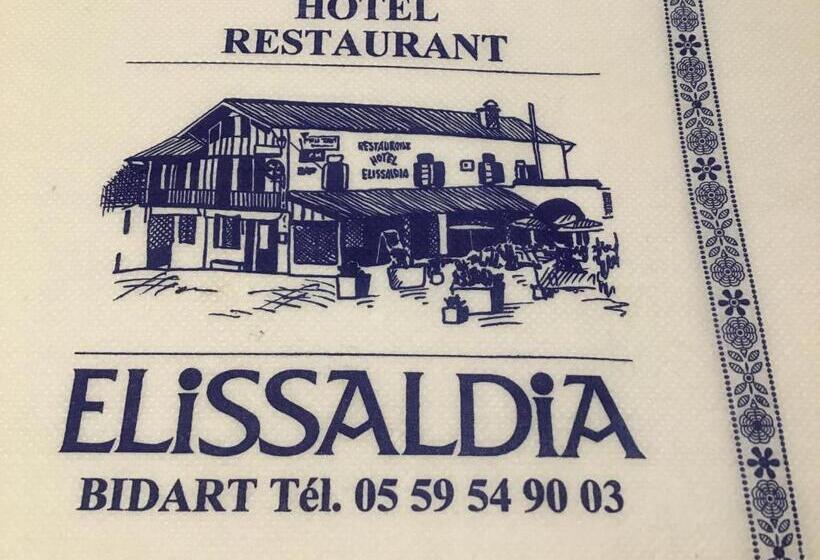 HOTEL
RESTAURANT
RESTAURANT
HOTEL
ELISSALDIA
ELiSSALDiA
BIDART Tél. 05 59 54 90 03